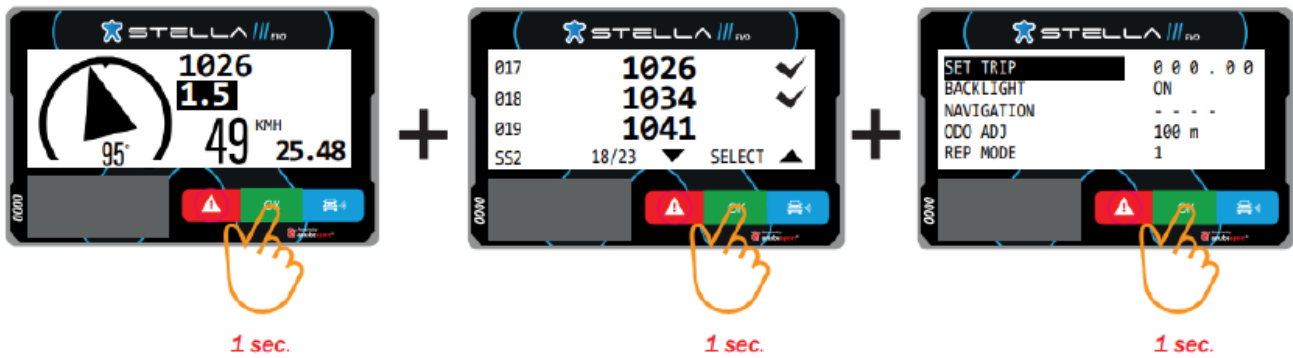 STELLA III EVO
1026
1.5
49 KMH
95° 25.48
OK
1 sec.
+
STELLA III EVO
017 1026
018 1034
019 1041
SS2 18/23 SELECT
OK
1 sec.
+
STELLA III EVO
SET TRIP 000.00
BACKLIGHT ON
NAVIGATION - - - -
ODO ADJ 100 m
REP MODE 1
OK
1 sec.